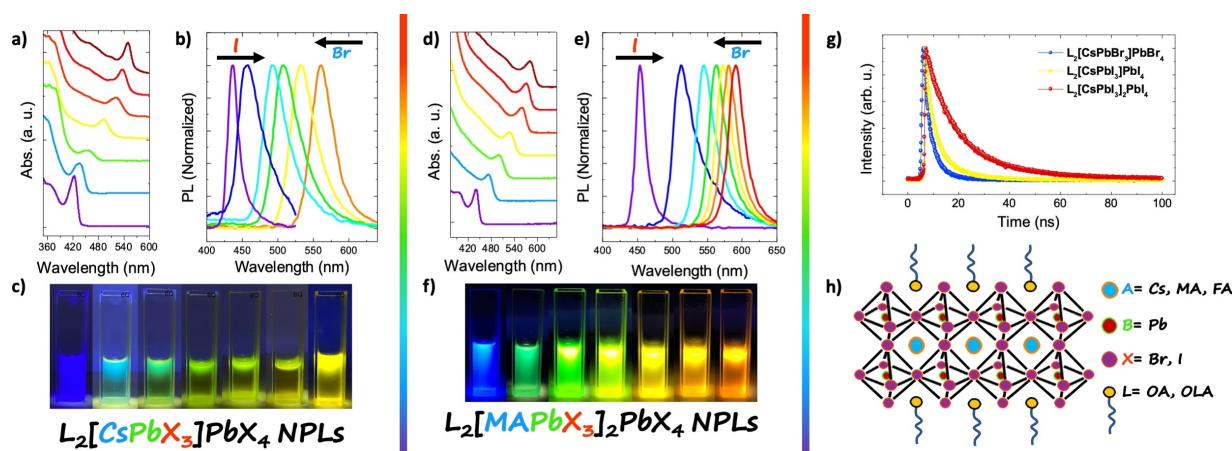 a)
Abs. (a. u.)
360 420 480 540 600
Wavelength (nm)
b)
I
Br
PL (Normalized)
400 450 500 550 600
Wavelength (nm)
c)
L₂[CsPbX₃]PbX₄ NPLs
d)
Abs. (a. u.)
420 480 540 600
Wavelength (nm)
e)
I
Br
PL (Normalized)
400 450 500 550 600 650
Wavelength (nm)
f)
L₂[MAPbX₃]₂PbX₄ NPLs
g)
L₂[CsPbBr₃]PbBr₄
L₂[CsPbI₃]PbI₄
L₂[CsPbI₃]₂PbI₄
Intensity (arb. u.)
0 20 40 60 80 100
Time (ns)
h)
A= Cs, MA, FA
B= Pb
X= Br, I
L= OA, OLA